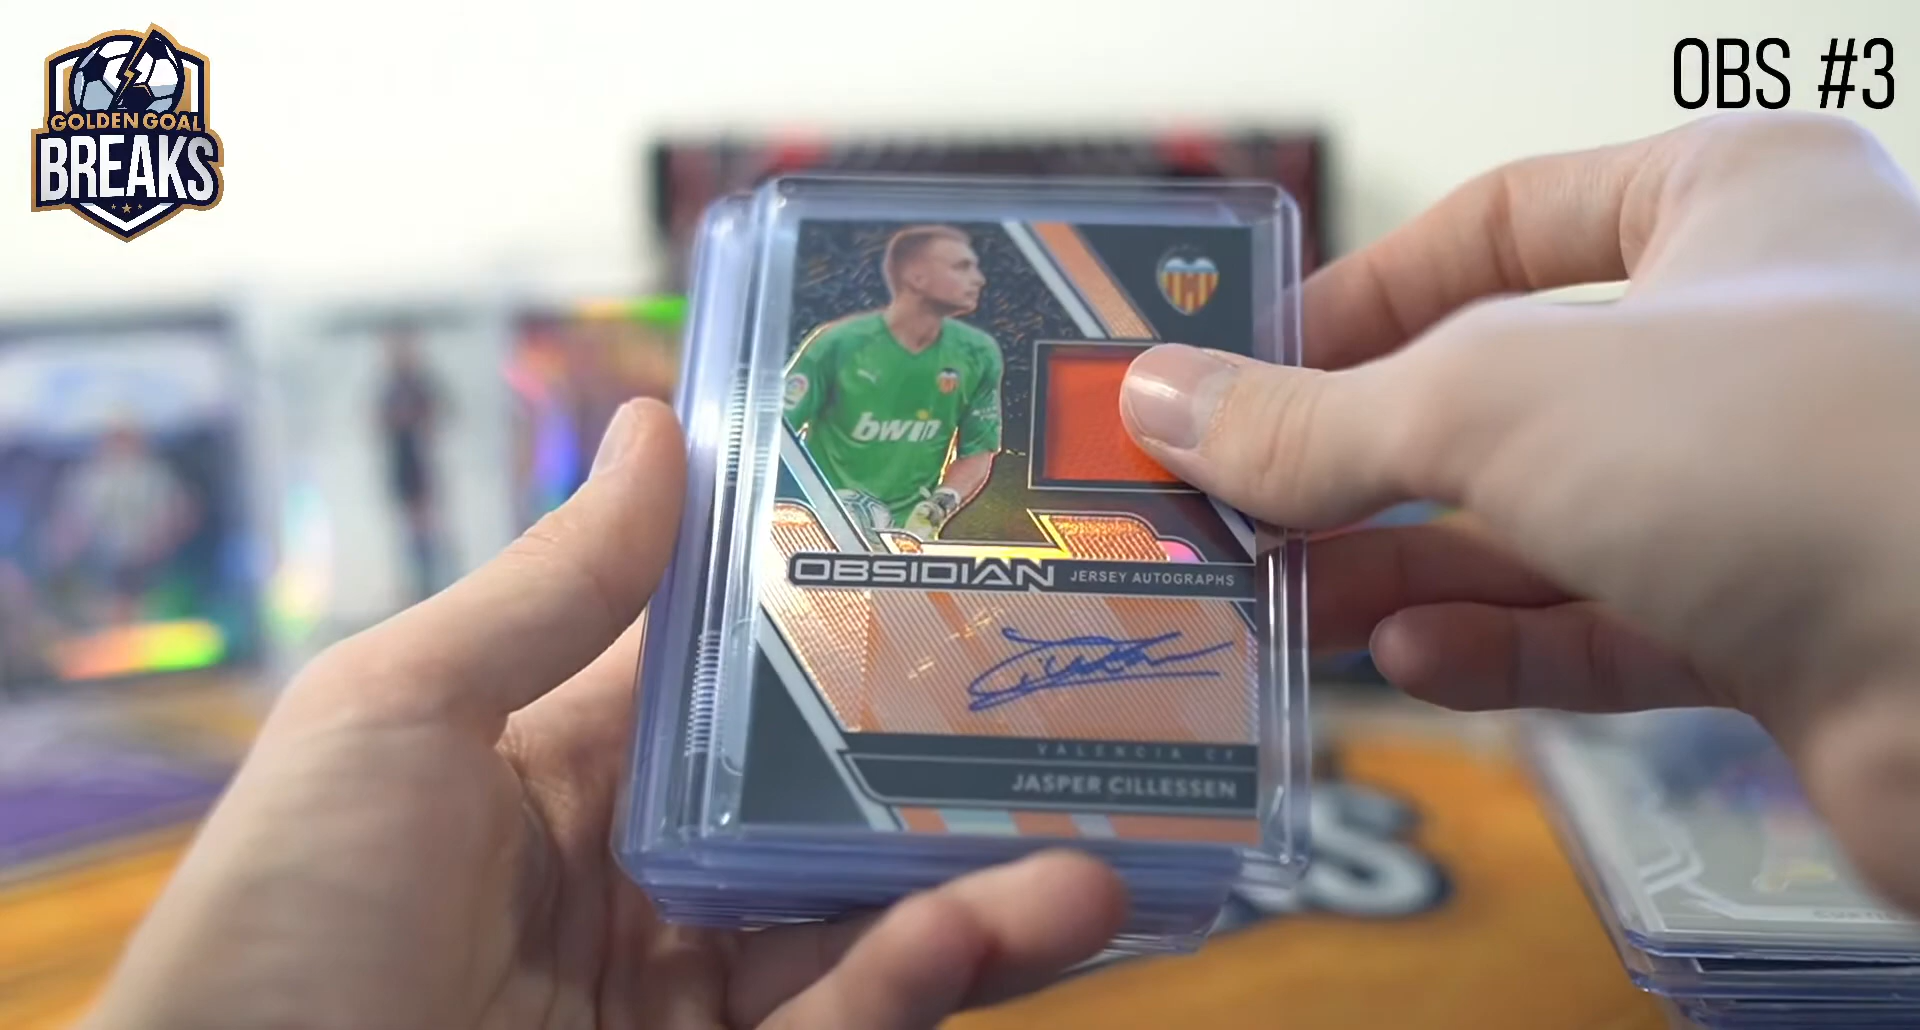 GOLDEN GOAL
BREAKS
OBS #3
bwin
OBSIDIAN JERSEY AUTOGRAPHS
VALENCIA CF
JASPER CILLESSEN